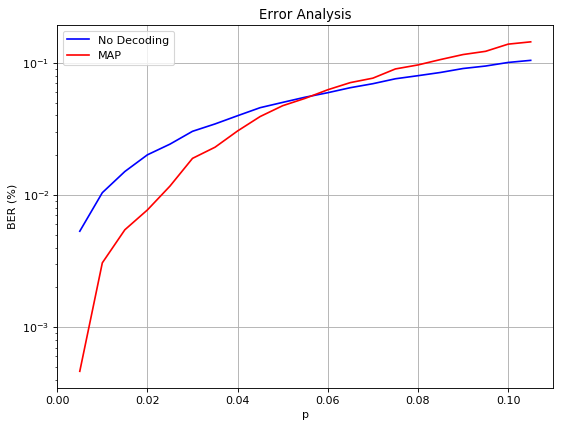 Error Analysis
No Decoding
MAP
BER (%)
10⁻¹
10⁻²
10⁻³
0.00 0.02 0.04 0.06 0.08 0.10
p